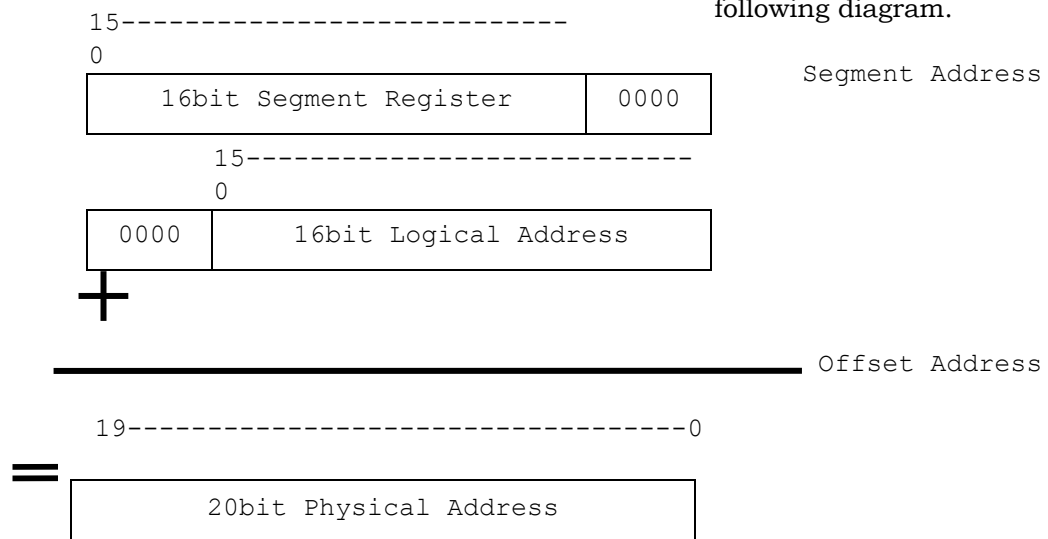 following diagram.
15----------------------------
0
Segment Address
16bit Segment Register 0000
15----------------------------
0
0000 16bit Logical Address
+
Offset Address
19-----------------------------------0
=
20bit Physical Address